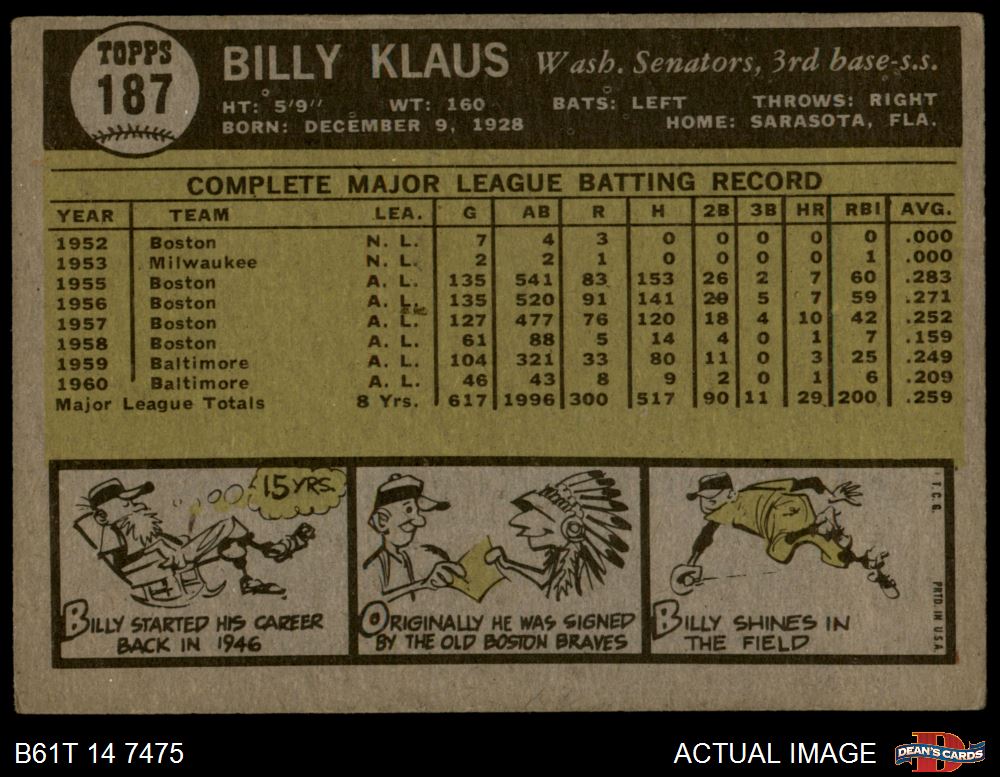 TOPPS
187
BILLY KLAUS Wash. Senators, 3rd base-s.s.
HT: 5'9" WT: 160 BATS: LEFT THROWS: RIGHT
BORN: DECEMBER 9, 1928 HOME: SARASOTA, FLA.
COMPLETE MAJOR LEAGUE BATTING RECORD
YEAR TEAM LEA. G AB R H 2B 3B HR RBI AVG.
1952 Boston N. L. 7 4 3 0 0 0 0 0 .000
1953 Milwaukee N. L. 2 2 1 0 0 0 0 1 .000
1955 Boston A. L. 135 541 83 153 26 2 7 60 .283
1956 Boston A. L. 135 520 91 141 29 5 7 59 .271
1957 Boston A. L. 127 477 76 120 18 4 10 42 .252
1958 Boston A. L. 61 88 5 14 4 0 1 7 .159
1959 Baltimore A. L. 104 321 33 80 11 0 3 25 .249
1960 Baltimore A. L. 46 43 8 9 2 0 1 6 .209
Major League Totals 8 Yrs. 617 1996 300 517 90 11 29 200 .259
15 YRS.
BILLY STARTED HIS CAREER
BACK IN 1946
ORIGINALLY HE WAS SIGNED
BY THE OLD BOSTON BRAVES
BILLY SHINES IN
THE FIELD
T.C.G.
PRTD. IN U.S.A.
B61T 14 7475
ACTUAL IMAGE
DEAN'S CARDS